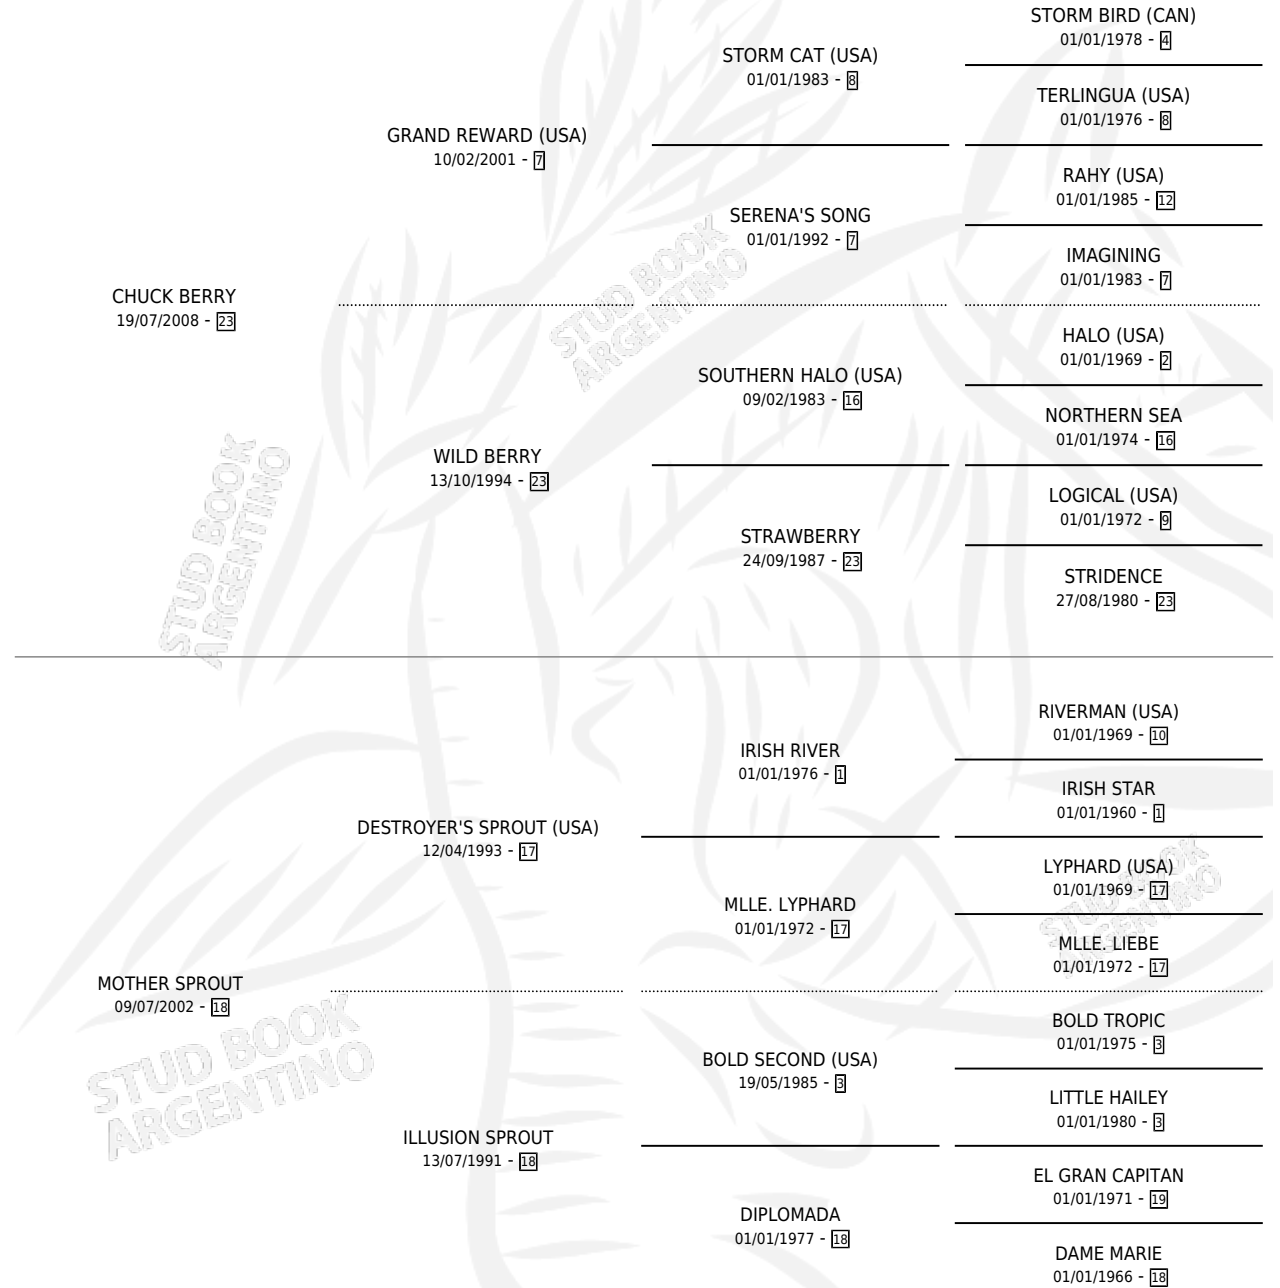 STORM BIRD (CAN)
01/01/1978 - 4
STORM CAT (USA)
01/01/1983 - 8
TERLINGUA (USA)
01/01/1976 - 8
GRAND REWARD (USA)
10/02/2001 - 7
RAHY (USA)
01/01/1985 - 12
SERENA'S SONG
01/01/1992 - 7
IMAGINING
01/01/1983 - 7
CHUCK BERRY
19/07/2008 - 23
HALO (USA)
01/01/1969 - 2
SOUTHERN HALO (USA)
09/02/1983 - 16
NORTHERN SEA
01/01/1974 - 16
WILD BERRY
13/10/1994 - 23
LOGICAL (USA)
01/01/1972 - 9
STRAWBERRY
24/09/1987 - 23
STRIDENCE
27/08/1980 - 23
RIVERMAN (USA)
01/01/1969 - 10
IRISH RIVER
01/01/1976 - 1
IRISH STAR
01/01/1960 - 1
DESTROYER'S SPROUT (USA)
12/04/1993 - 17
LYPHARD (USA)
01/01/1969 - 17
MLLE. LYPHARD
01/01/1972 - 17
MLLE. LIEBE
01/01/1972 - 17
MOTHER SPROUT
09/07/2002 - 18
BOLD TROPIC
01/01/1975 - 3
BOLD SECOND (USA)
19/05/1985 - 3
LITTLE HAILEY
01/01/1980 - 3
ILLUSION SPROUT
13/07/1991 - 18
EL GRAN CAPITAN
01/01/1971 - 19
DIPLOMADA
01/01/1977 - 18
DAME MARIE
01/01/1966 - 18
STUD BOOK
ARGENTINO
STUD BOOK
ARGENTINO
STUD BOOK
ARGENTINO
STUD BOOK
ARGENTINO